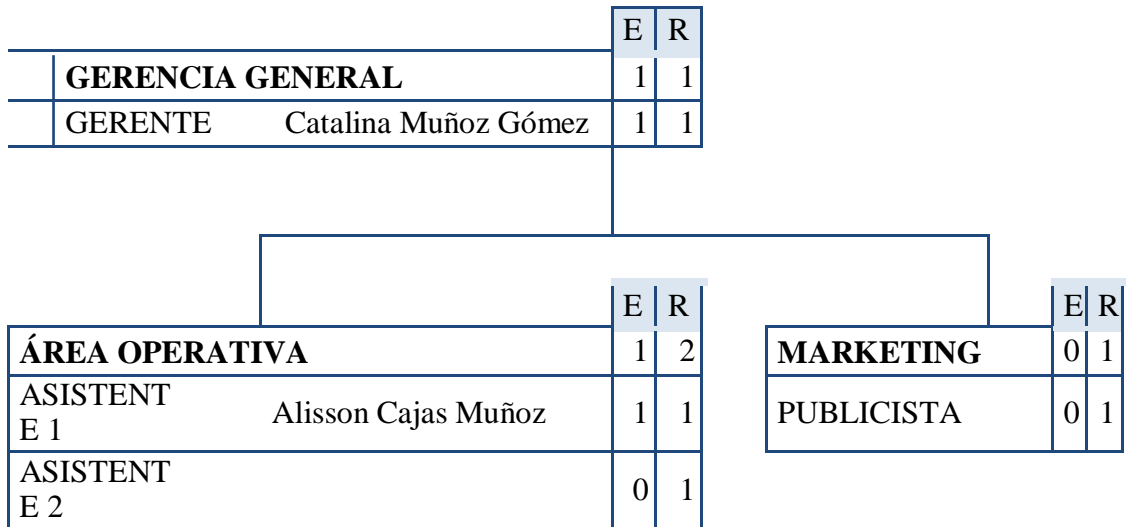 E R
GERENCIA GENERAL 1 1
GERENTE Catalina Muñoz Gómez 1 1
E R
ÁREA OPERATIVA 1 2
ASISTENT
E 1 Alisson Cajas Muñoz 1 1
ASISTENT
E 2 0 1
E R
MARKETING 0 1
PUBLICISTA 0 1